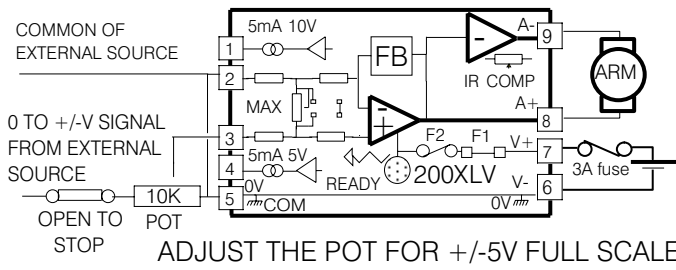 COMMON OF
EXTERNAL SOURCE
0 TO +/-V SIGNAL
FROM EXTERNAL
SOURCE
OPEN TO
STOP
10K
POT
1
2
3
4
5
5mA 10V
MAX
5mA 5V
0V
COM
FB
READY
200XLV
F2
F1
IR COMP
A-
A+
V+
V-
0V
9
8
7
6
ARM
3A fuse
ADJUST THE POT FOR +/-5V FULL SCALE